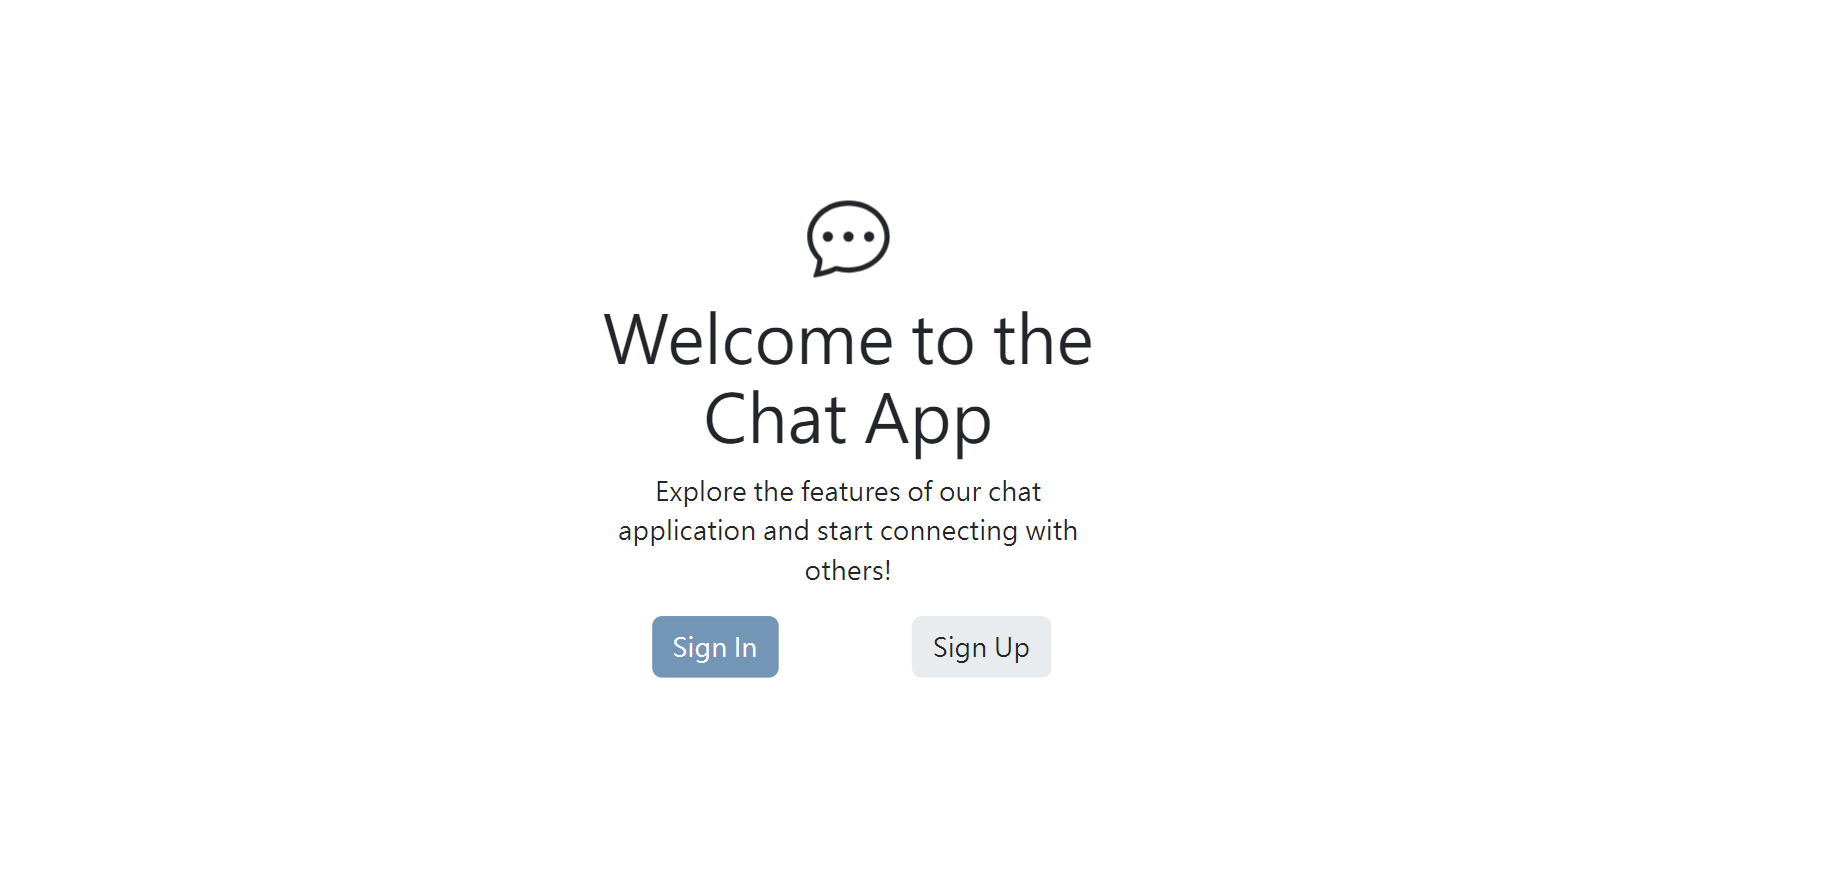 Welcome to the
Chat App
Explore the features of our chat
application and start connecting with
others!
Sign In
Sign Up